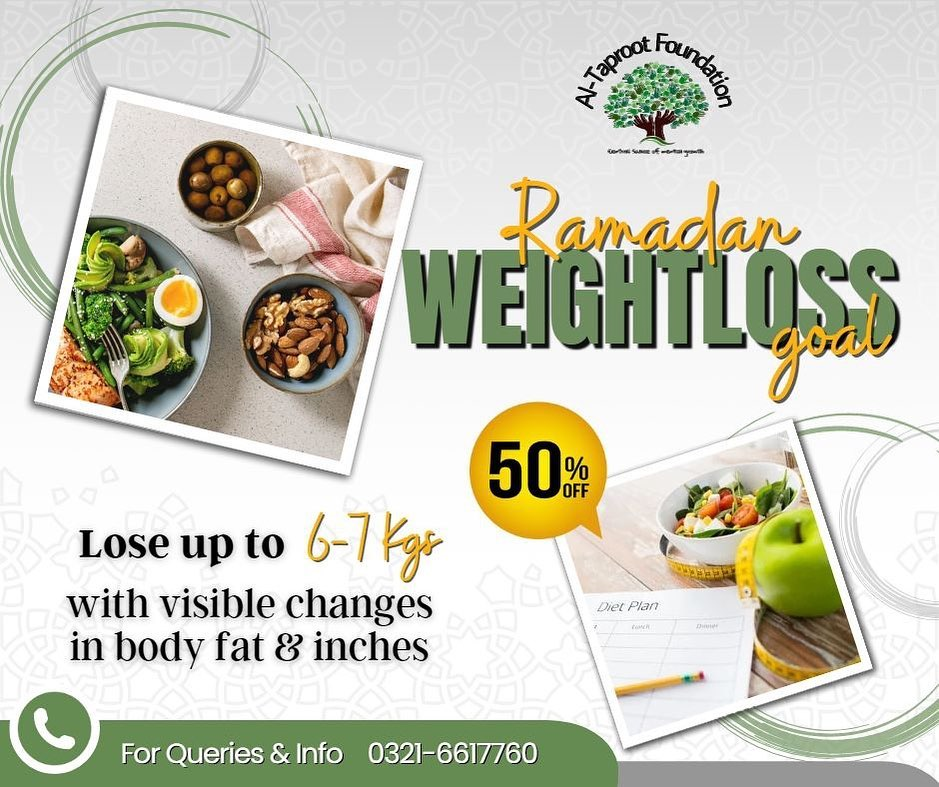 Al-Taproot Foundation
Ramadan
WEIGHTLOSS
goal
50%
OFF
Lose up to 6-7 Kgs
with visible changes
in body fat & inches
Diet Plan
Lunch Dinner
For Queries & Info 0321-6617760